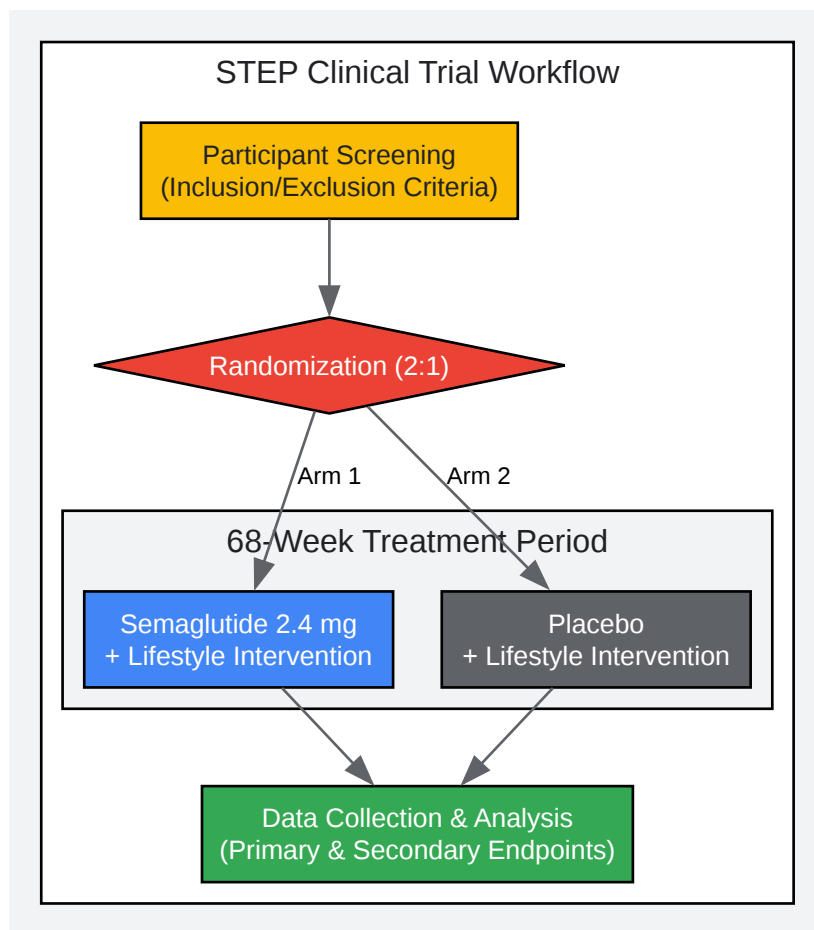 STEP Clinical Trial Workflow
Participant Screening
(Inclusion/Exclusion Criteria)
Randomization (2:1)
Arm 1
Arm 2
68-Week Treatment Period
Semaglutide 2.4 mg
+ Lifestyle Intervention
Placebo
+ Lifestyle Intervention
Data Collection & Analysis
(Primary & Secondary Endpoints)